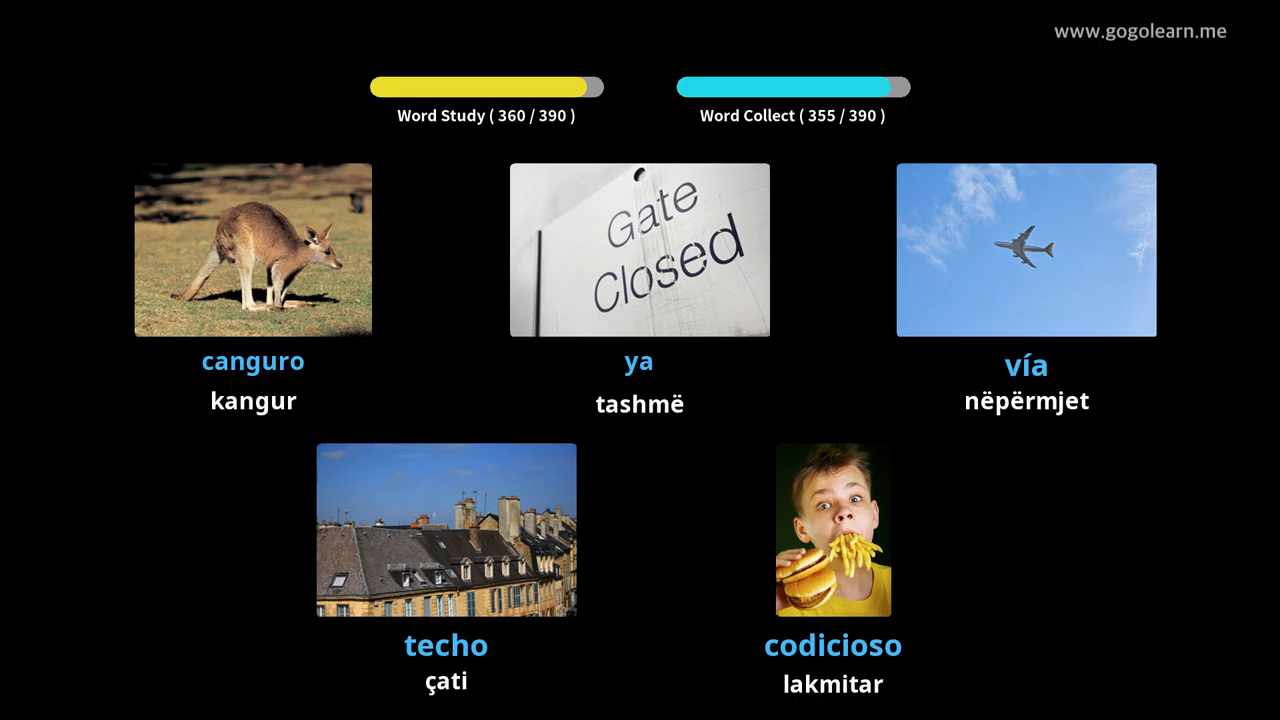 www.gogolearn.me
Word Study ( 360 / 390 )
Word Collect ( 355 / 390 )
Gate
Closed
canguro
kangur
ya
tashmë
vía
nëpërmjet
techo
çati
codicioso
lakmitar